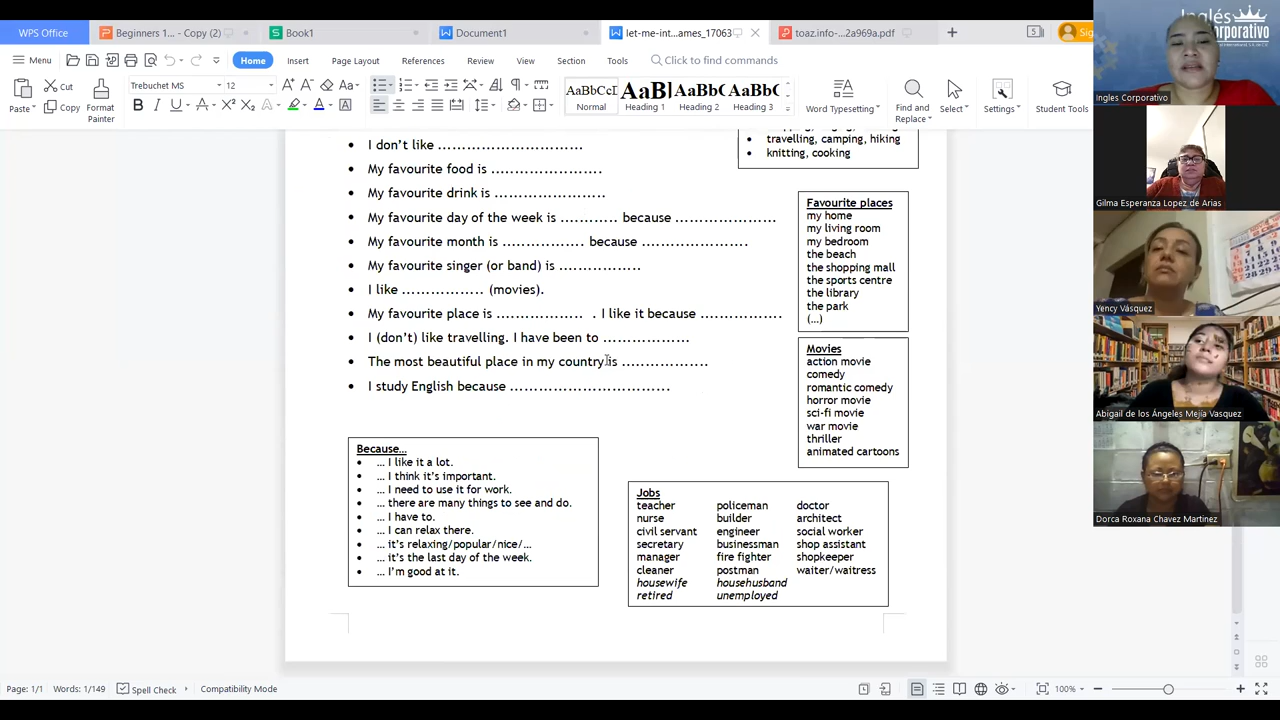 WPS Office
Beginners 1... - Copy (2)
Book1
Document1
let-me-int...ames_17063
toaz.info-...2a969a.pdf
Menu
Home
Insert
Page Layout
References
Review
View
Section
Tools
Click to find commands
Paste
Cut
Copy
Format Painter
Trebuchet MS
12
AaBbCcD
Normal
AaBl
Heading 1
AaBbC
Heading 2
AaBbC
Heading 3
Word Typesetting
Find and Replace
Select
Settings
Student Tools
Inglés Corporativo
Ingles Corporativo
travelling, camping, hiking
knitting, cooking
I don't like ............................
My favourite food is .......................
My favourite drink is .......................
My favourite day of the week is ............ because .....................
My favourite month is ................. because ......................
My favourite singer (or band) is .................
I like ................. (movies).
My favourite place is .................. . I like it because .................
I (don't) like travelling. I have been to ..................
The most beautiful place in my country is ..................
I study English because .................................
Favourite places
my home
my living room
my bedroom
the beach
the shopping mall
the sports centre
the library
the park
(...)
Movies
action movie
comedy
romantic comedy
horror movie
sci-fi movie
war movie
thriller
animated cartoons
Because...
... I like it a lot.
... I think it's important.
... I need to use it for work.
... there are many things to see and do.
... I have to.
... I can relax there.
... it's relaxing/popular/nice/...
... it's the last day of the week.
... I'm good at it.
Jobs
teacher policeman doctor
nurse builder architect
civil servant engineer social worker
secretary businessman shop assistant
manager fire fighter shopkeeper
cleaner postman waiter/waitress
housewife househusband
retired unemployed
Gilma Esperanza Lopez de Arias
Yency Vásquez
Abigail de los Ángeles Mejía Vasquez
Dorca Roxana Chavez Martinez
Page: 1/1
Words: 1/149
Spell Check
Compatibility Mode
100%